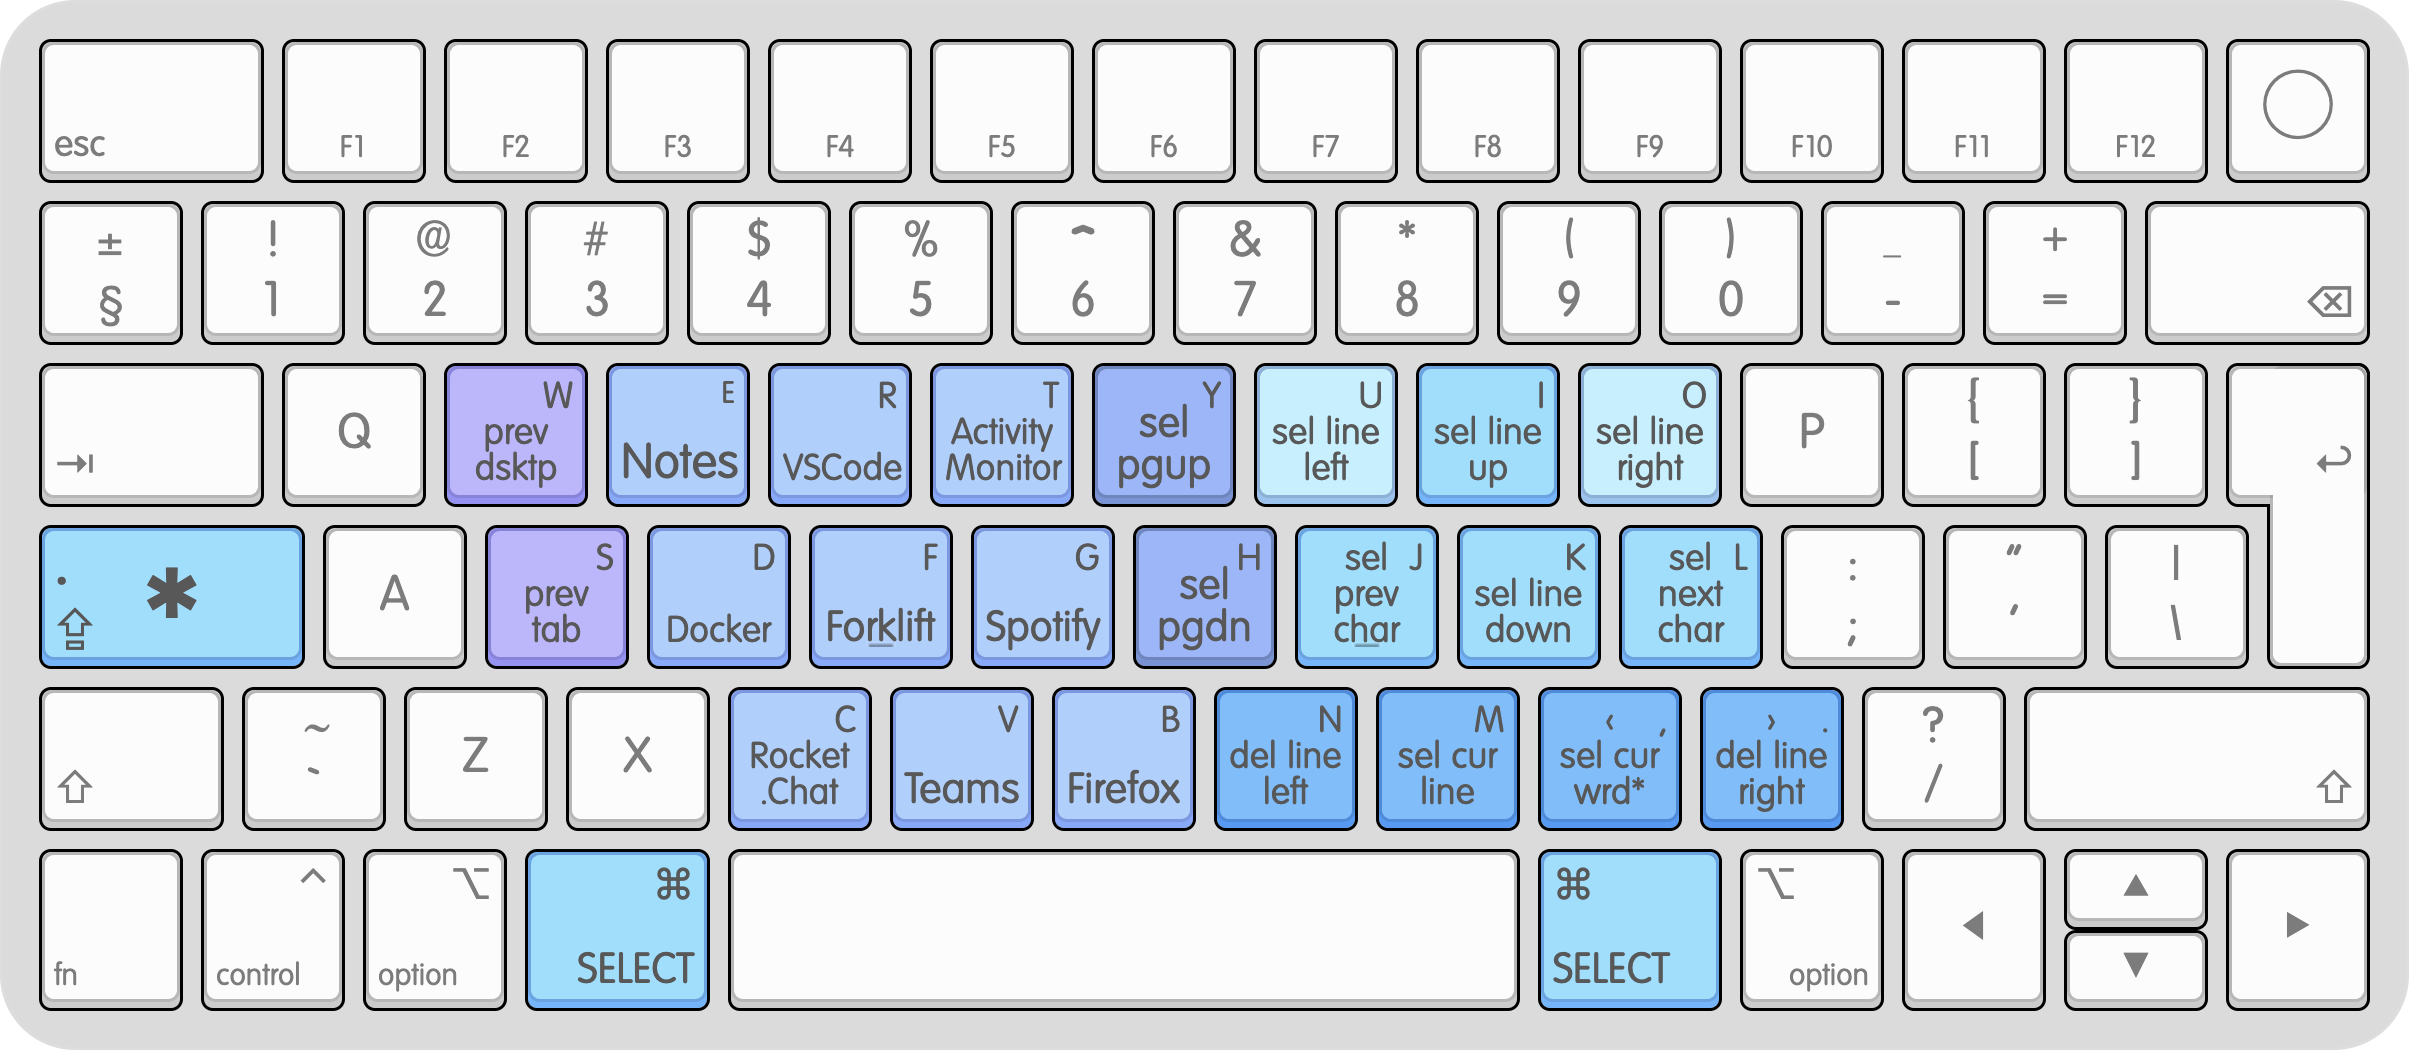 esc F1 F2 F3 F4 F5 F6 F7 F8 F9 F10 F11 F12
± ! @ # $ % ^ & * ( ) _ +
§ 1 2 3 4 5 6 7 8 9 0 - =
Q
W
prev
dsktp
E
Notes
R
VSCode
T
Activity
Monitor
Y
sel
pgup
U
sel line
left
I
sel line
up
O
sel line
right
P
{
[
}
]
*
A
S
prev
tab
D
Docker
F
Forklift
G
Spotify
H
sel
pgdn
sel J
prev
char
K
sel line
down
sel L
next
char
:
;
"
'
|
\
~
`
Z
X
C
Rocket
.Chat
V
Teams
B
Firefox
N
del line
left
M
sel cur
line
‹ ,
sel cur
wrd*
› .
del line
right
?
/
fn
^
control
⌥
option
⌘
SELECT
⌘
SELECT
⌥
option